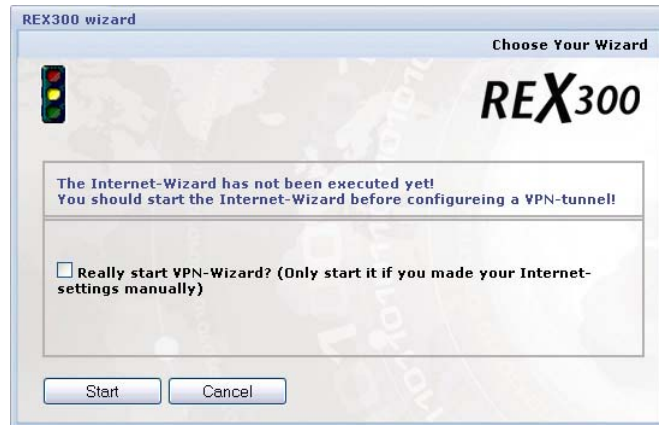 REX300 wizard
Choose Your Wizard
REX300
The Internet-Wizard has not been executed yet!
You should start the Internet-Wizard before configureing a VPN-tunnel!
Really start VPN-Wizard? (Only start it if you made your Internet-
settings manually)
Start Cancel